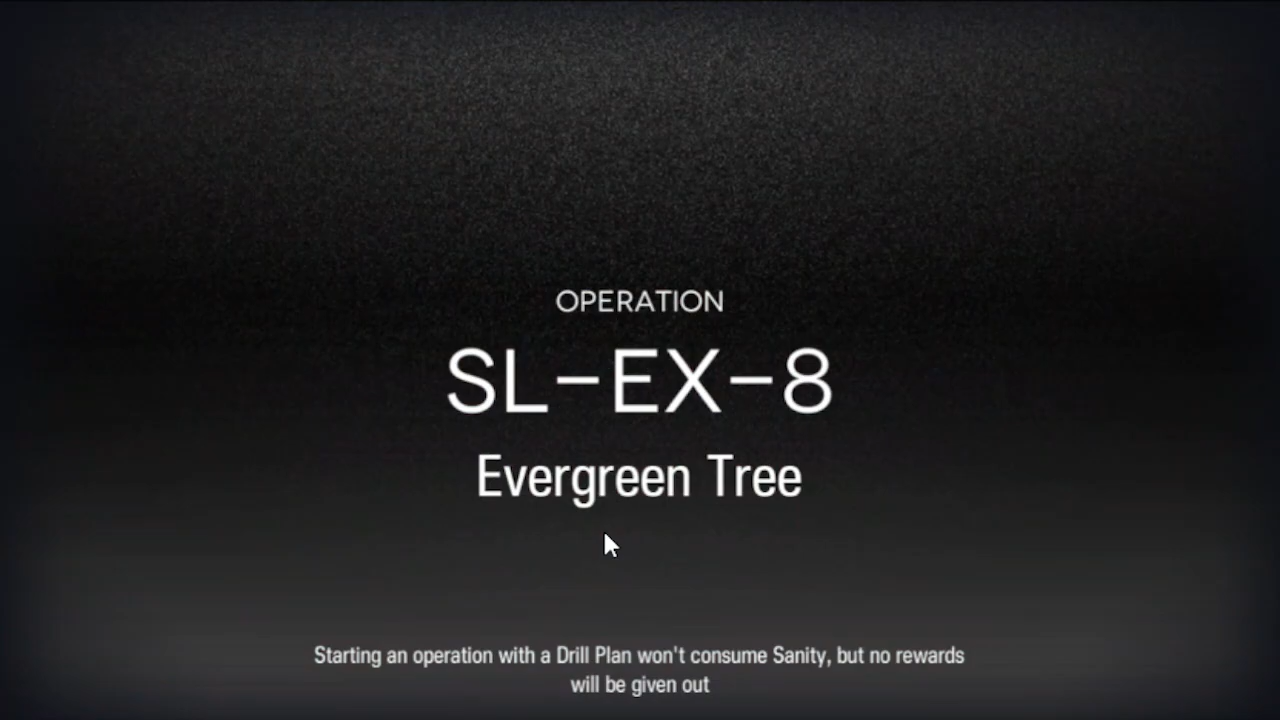 OPERATION
SL-EX-8
Evergreen Tree
Starting an operation with a Drill Plan won't consume Sanity, but no rewards
will be given out